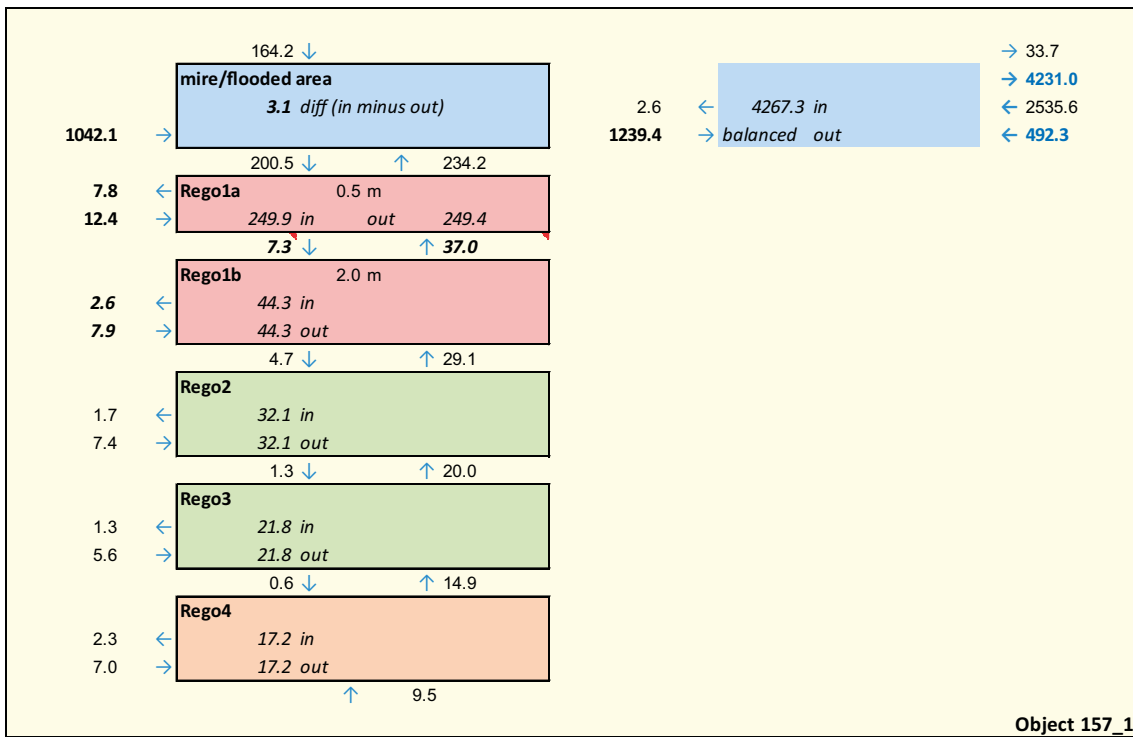 164.2 ↓ → 33.7
mire/flooded area → 4231.0
3.1 diff (in minus out) 2.6 ← 4267.3 in ← 2535.6
1042.1 → 1239.4 → balanced out ← 492.3
200.5 ↓ ↑ 234.2
7.8 ← Rego1a 0.5 m
12.4 → 249.9 in out 249.4
7.3 ↓ ↑ 37.0
Rego1b 2.0 m
2.6 ← 44.3 in
7.9 → 44.3 out
4.7 ↓ ↑ 29.1
Rego2
1.7 ← 32.1 in
7.4 → 32.1 out
1.3 ↓ ↑ 20.0
Rego3
1.3 ← 21.8 in
5.6 → 21.8 out
0.6 ↓ ↑ 14.9
Rego4
2.3 ← 17.2 in
7.0 → 17.2 out
↑ 9.5
Object 157_1